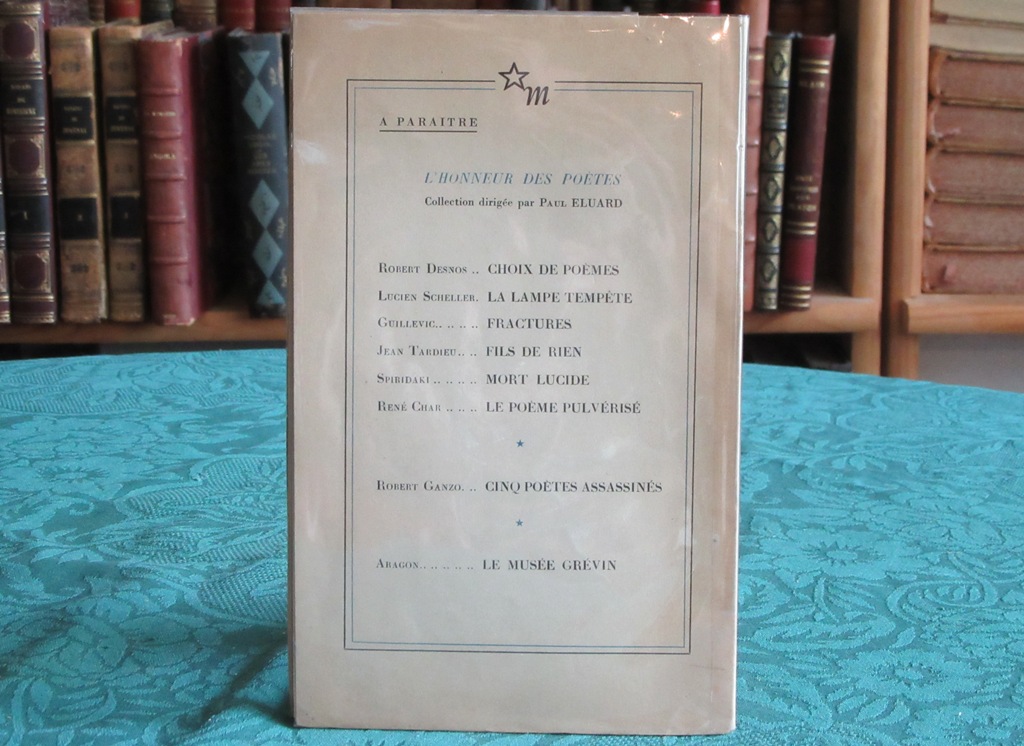 m
A PARAITRE
L'HONNEUR DES POÈTES
Collection dirigée par PAUL ELUARD
ROBERT DESNOS .. CHOIX DE POÈMES
LUCIEN SCHELLER. LA LAMPE TEMPÊTE
GUILLEVIC.. .. .. .. FRACTURES
JEAN TARDIEU.. .. FILS DE RIEN
SPIRIDAKI .. .. .. .. MORT LUCIDE
RENÉ CHAR .. .. .. LE POÈME PULVÉRISÉ
ROBERT GANZO. .. CINQ POÈTES ASSASSINÉS
ARAGON.. .. .. .. .. .. LE MUSÉE GRÉVIN